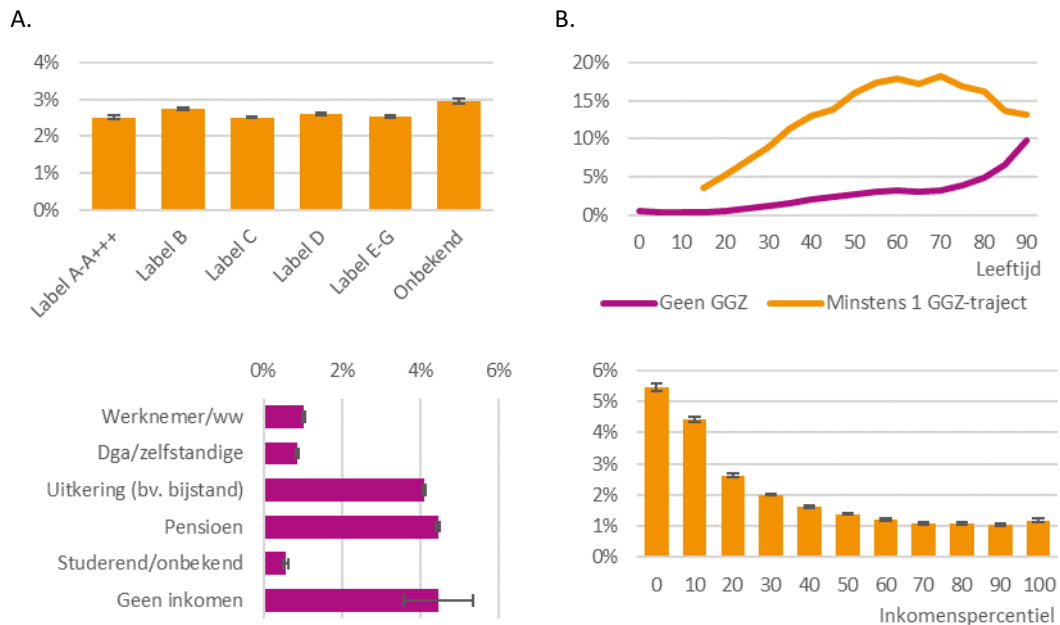 A.
4%
3%
2%
1%
0%
Label A-A+++
Label B
Label C
Label D
Label E-G
Onbekend
B.
20%
15%
10%
5%
0%
0 10 20 30 40 50 60 70 80 90
Leeftijd
Geen GGZ Minstens 1 GGZ-traject
0% 2% 4% 6%
Werknemer/ww
Dga/zelfstandige
Uitkering (bv. bijstand)
Pensioen
Studerend/onbekend
Geen inkomen
6%
5%
4%
3%
2%
1%
0%
0 10 20 30 40 50 60 70 80 90 100
Inkomenspercentiel